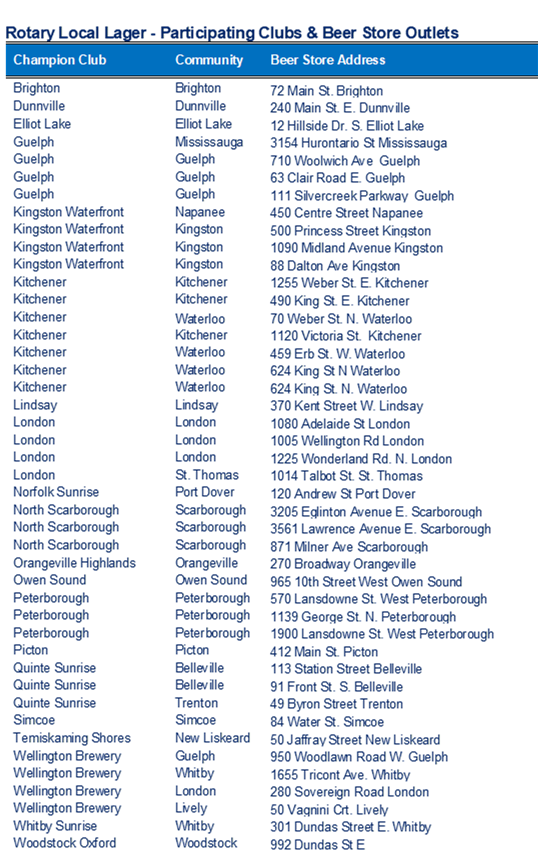 Rotary Local Lager - Participating Clubs & Beer Store Outlets
Champion Club Community Beer Store Address
Brighton Brighton 72 Main St. Brighton
Dunnville Dunnville 240 Main St. E. Dunnville
Elliot Lake Elliot Lake 12 Hillside Dr. S. Elliot Lake
Guelph Mississauga 3154 Hurontario St Mississauga
Guelph Guelph 710 Woolwich Ave Guelph
Guelph Guelph 63 Clair Road E. Guelph
Guelph Guelph 111 Silvercreek Parkway Guelph
Kingston Waterfront Napanee 450 Centre Street Napanee
Kingston Waterfront Kingston 500 Princess Street Kingston
Kingston Waterfront Kingston 1090 Midland Avenue Kingston
Kingston Waterfront Kingston 88 Dalton Ave Kingston
Kitchener Kitchener 1255 Weber St. E. Kitchener
Kitchener Kitchener 490 King St. E. Kitchener
Kitchener Waterloo 70 Weber St. N. Waterloo
Kitchener Kitchener 1120 Victoria St. Kitchener
Kitchener Waterloo 459 Erb St. W. Waterloo
Kitchener Waterloo 624 King St N Waterloo
Kitchener Waterloo 624 King St. N. Waterloo
Lindsay Lindsay 370 Kent Street W. Lindsay
London London 1080 Adelaide St London
London London 1005 Wellington Rd London
London London 1225 Wonderland Rd. N. London
London St. Thomas 1014 Talbot St. St. Thomas
Norfolk Sunrise Port Dover 120 Andrew St Port Dover
North Scarborough Scarborough 3205 Eglinton Avenue E. Scarborough
North Scarborough Scarborough 3561 Lawrence Avenue E. Scarborough
North Scarborough Scarborough 871 Milner Ave Scarborough
Orangeville Highlands Orangeville 270 Broadway Orangeville
Owen Sound Owen Sound 965 10th Street West Owen Sound
Peterborough Peterborough 570 Lansdowne St. West Peterborough
Peterborough Peterborough 1139 George St. N. Peterborough
Peterborough Peterborough 1900 Lansdowne St. West Peterborough
Picton Picton 412 Main St. Picton
Quinte Sunrise Belleville 113 Station Street Belleville
Quinte Sunrise Belleville 91 Front St. S. Belleville
Quinte Sunrise Trenton 49 Byron Street Trenton
Simcoe Simcoe 84 Water St. Simcoe
Temiskaming Shores New Liskeard 50 Jaffray Street New Liskeard
Wellington Brewery Guelph 950 Woodlawn Road W. Guelph
Wellington Brewery Whitby 1655 Tricont Ave. Whitby
Wellington Brewery London 280 Sovereign Road London
Wellington Brewery Lively 50 Vagnini Crt. Lively
Whitby Sunrise Whitby 301 Dundas Street E. Whitby
Woodstock Oxford Woodstock 992 Dundas St E